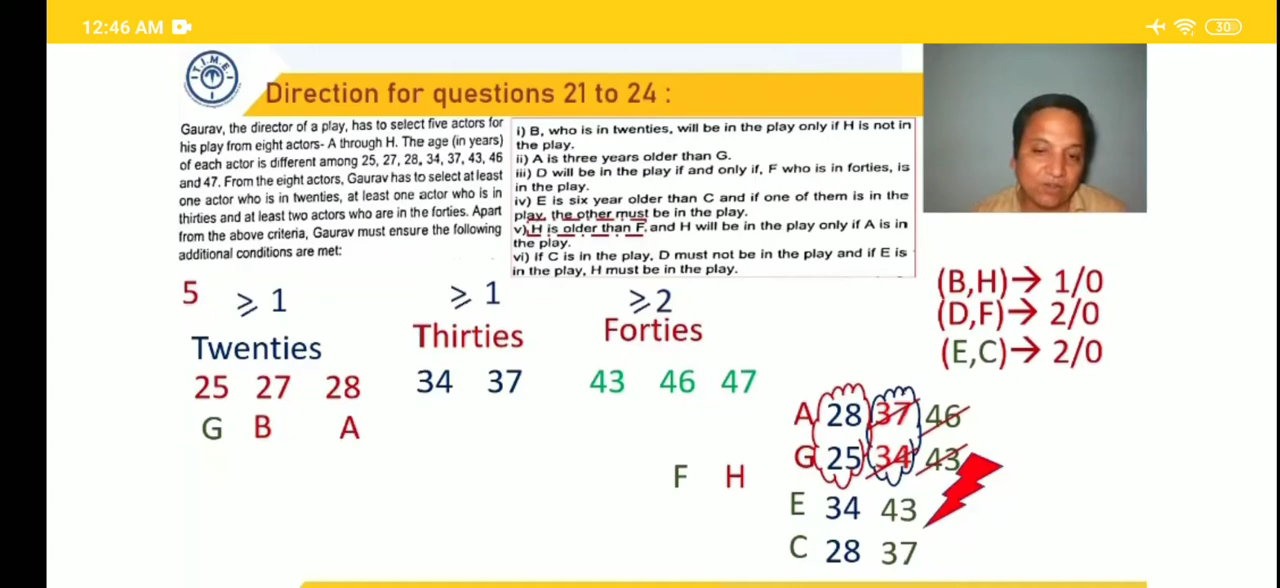 12:46 AM
30
T.I.M.E.
Direction for questions 21 to 24 :
Gaurav, the director of a play, has to select five actors for
his play from eight actors- A through H. The age (in years)
of each actor is different among 25, 27, 28, 34, 37, 43, 46
and 47. From the eight actors, Gaurav has to select at least
one actor who is in twenties, at least one actor who is in
thirties and at least two actors who are in the forties. Apart
from the above criteria, Gaurav must ensure the following
additional conditions are met:
i) B, who is in twenties, will be in the play only if H is not in
the play.
ii) A is three years older than G.
iii) D will be in the play if and only if, F who is in forties, is
in the play.
iv) E is six year older than C and if one of them is in the
play, the other must be in the play.
v) H is older than F, and H will be in the play only if A is in
the play.
vi) If C is in the play, D must not be in the play and if E is
in the play, H must be in the play.
(B,H)→ 1/0
(D,F)→ 2/0
(E,C)→ 2/0
5 ⩾ 1 ⩾ 1 ⩾2
Twenties Thirties Forties
25 27 28 34 37 43 46 47
G B A
F H
A 28 37 46
G 25 34 43
E 34 43
C 28 37